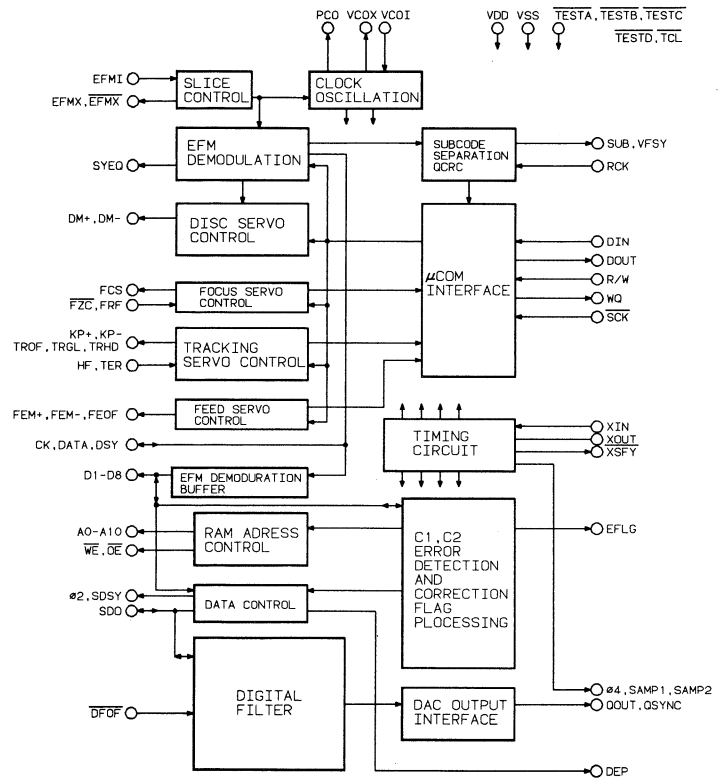 PCO VCOX VCOI VDD VSS TESTA, TESTB, TESTC
TESTD, TCL
EFMI
EFMX, EFMX
SLICE
CONTROL
CLOCK
OSCILLATION
EFM
DEMODULATION
SUBCODE
SEPARATION
QCRC
SUB, VFSY
RCK
SYEQ
DM+, DM-
DISC SERVO
CONTROL
μCOM
INTERFACE
DIN
DOUT
R/W
WQ
SCK
FCS
FZC, FRF
FOCUS SERVO
CONTROL
KP+, KP-
TROF, TRGL, TRHD
HF, TER
TRACKING
SERVO CONTROL
FEM+, FEM-, FEOF
FEED SERVO
CONTROL
CK, DATA, DSY
TIMING
CIRCUIT
XIN
XOUT
XSFY
D1-D8
EFM DEMODURATION
BUFFER
A0-A10
WE, OE
RAM ADRESS
CONTROL
C1, C2
ERROR
DETECTION
AND
CORRECTION
FLAG
PLOCESSING
EFLG
ø2, SDSY
SDO
DATA CONTROL
DIGITAL
FILTER
DFOF
DAC OUTPUT
INTERFACE
ø4, SAMP1, SAMP2
QOUT, QSYNC
DEP